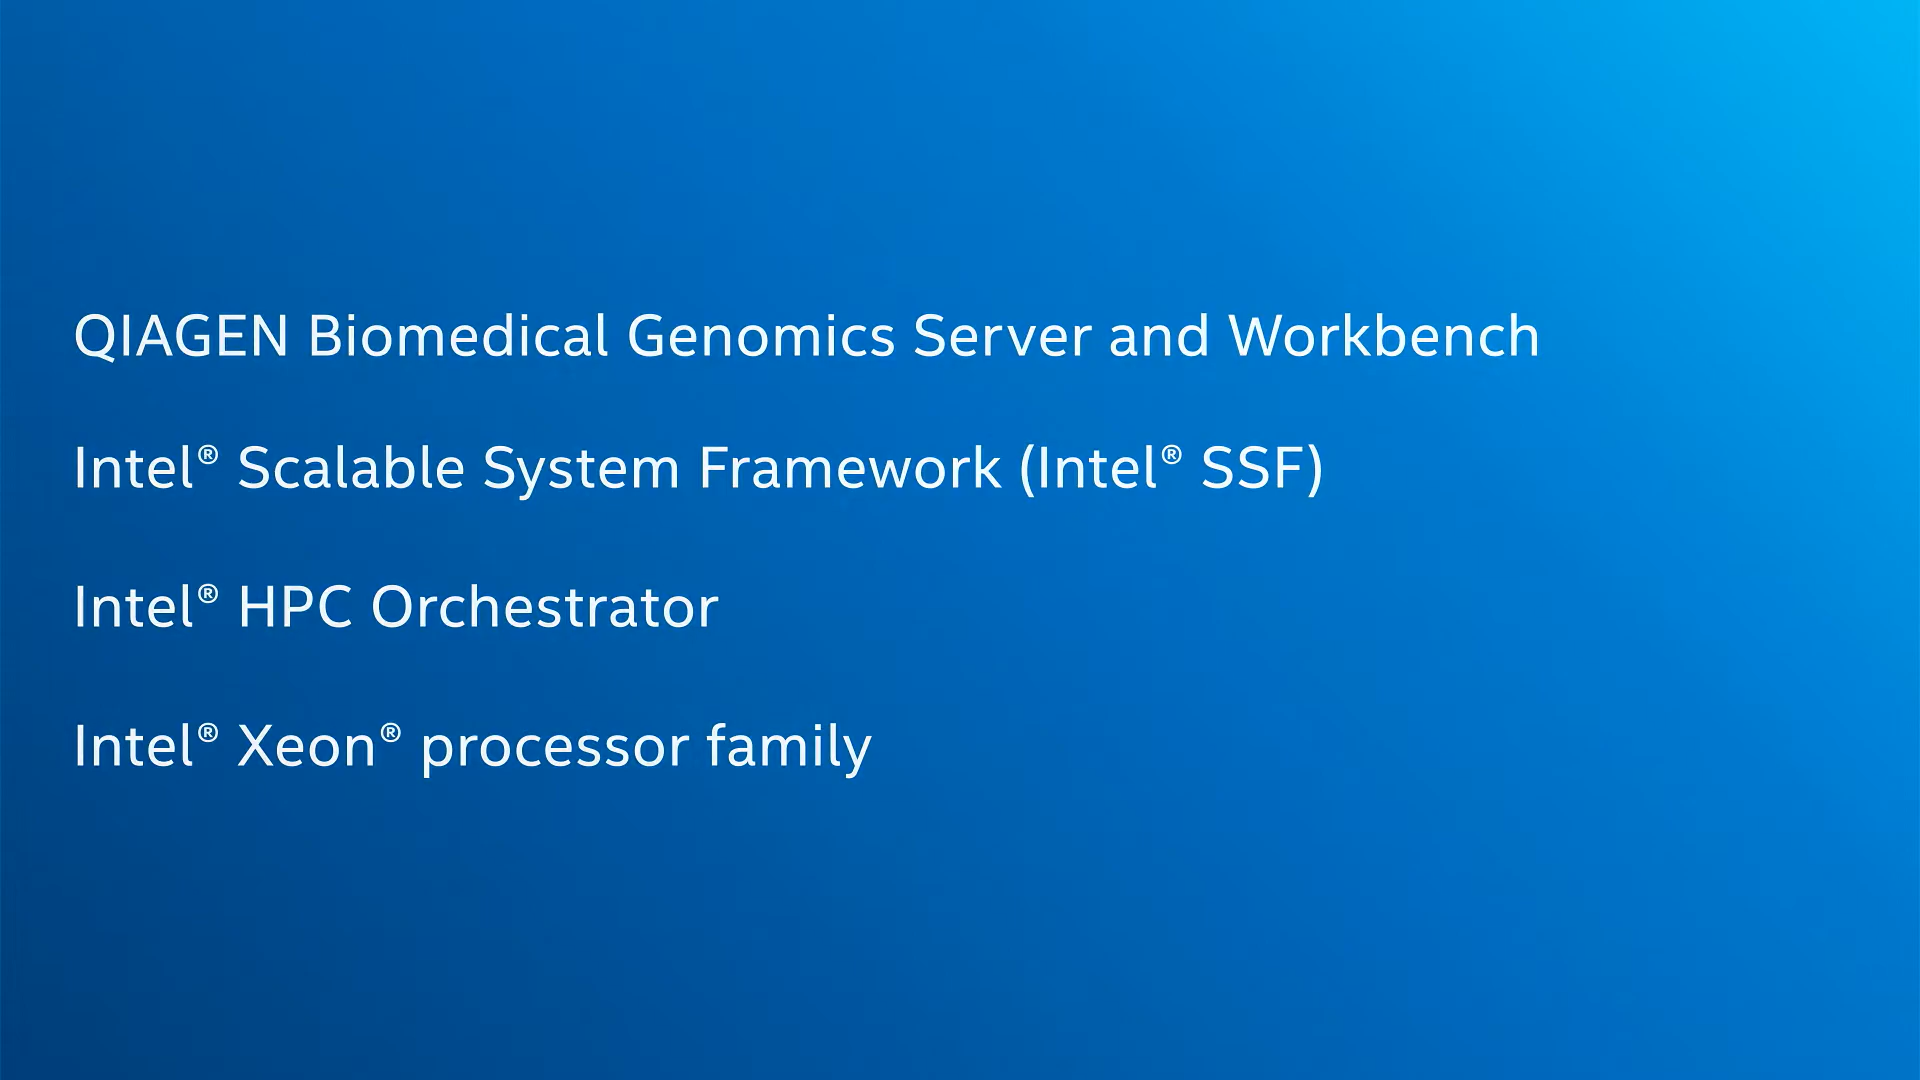 QIAGEN Biomedical Genomics Server and Workbench
Intel® Scalable System Framework (Intel® SSF)
Intel® HPC Orchestrator
Intel® Xeon® processor family